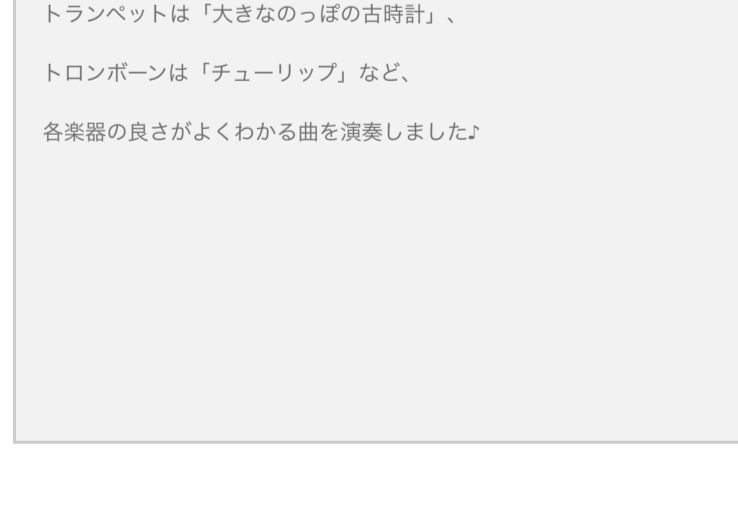 トランペットは「大きなのっぽの古時計」、
トロンボーンは「チューリップ」など、
各楽器の良さがよくわかる曲を演奏しました♪